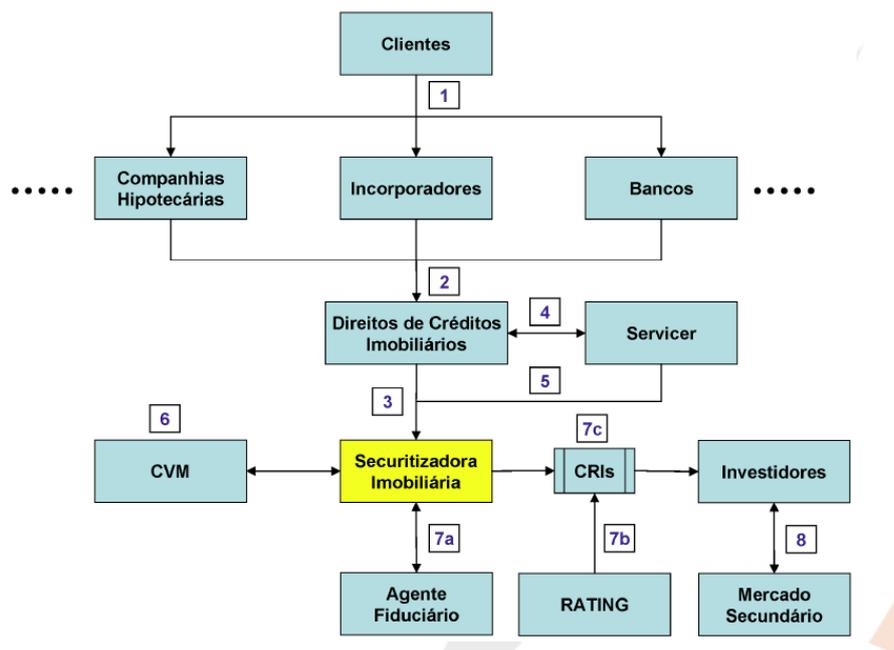 Clientes
1
Companhias
Hipotecárias
Incorporadores
Bancos
2
Direitos de Créditos
Imobiliários
4
Servicer
5
3
6
7c
CVM
Securitizadora
Imobiliária
CRIs
Investidores
7a
7b
8
Agente
Fiduciário
RATING
Mercado
Secundário